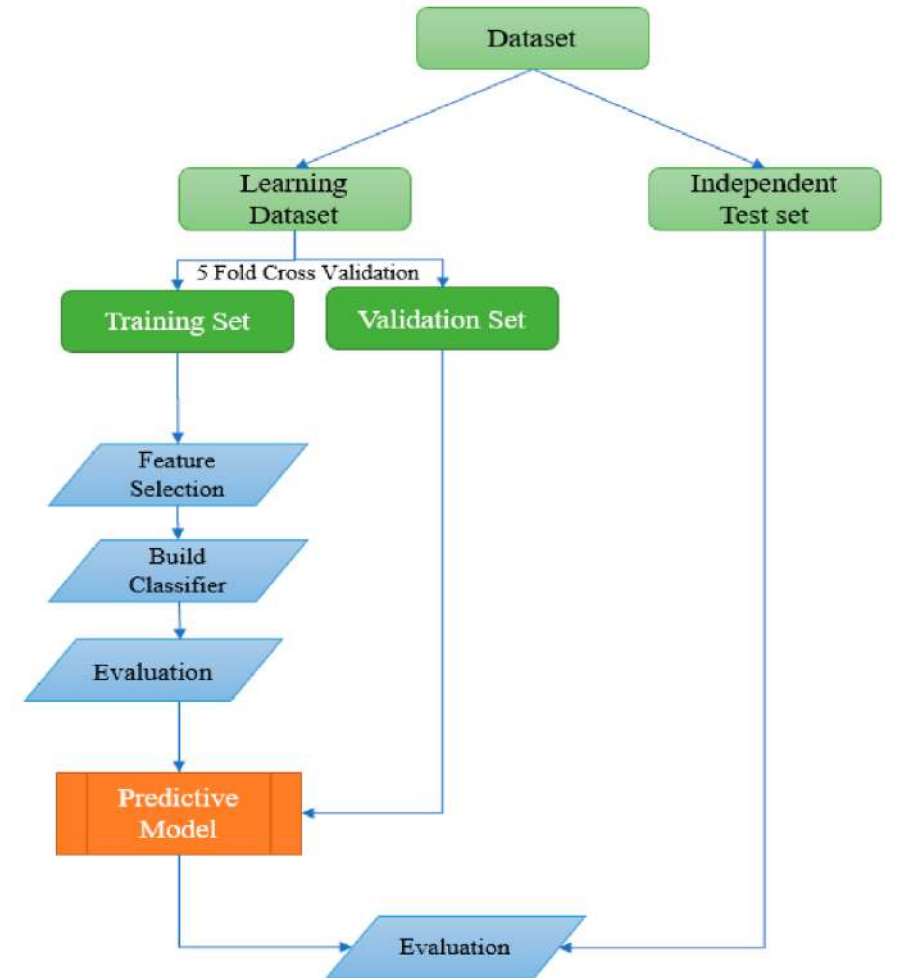 Dataset
Learning
Dataset
Independent
Test set
5 Fold Cross Validation
Training Set
Validation Set
Feature
Selection
Build
Classifier
Evaluation
Predictive
Model
Evaluation